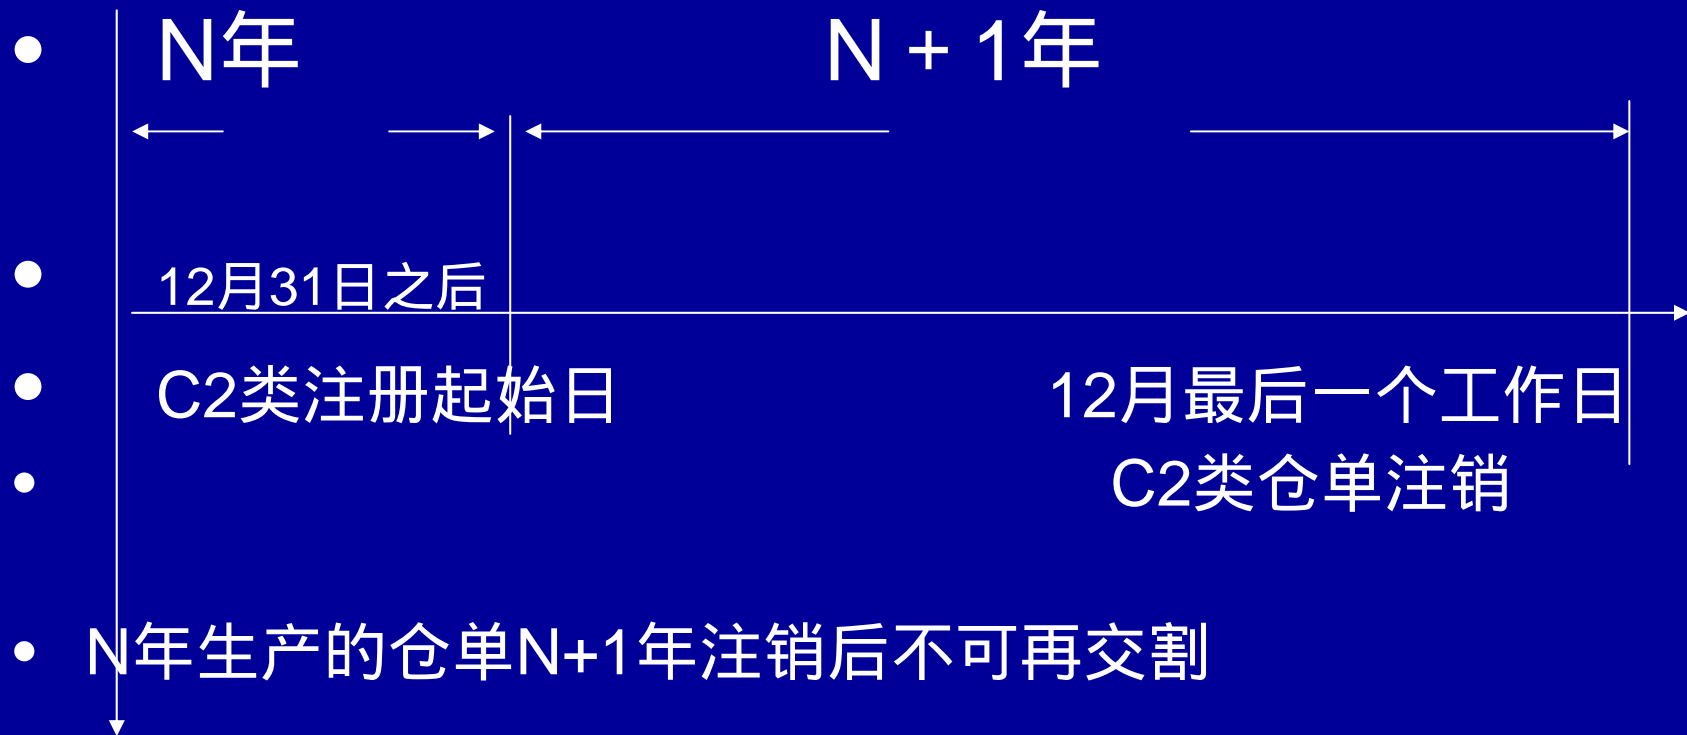 N年 N + 1年
12月31日之后
C2类注册起始日 12月最后一个工作日
C2类仓单注销
N年生产的仓单N+1年注销后不可再交割